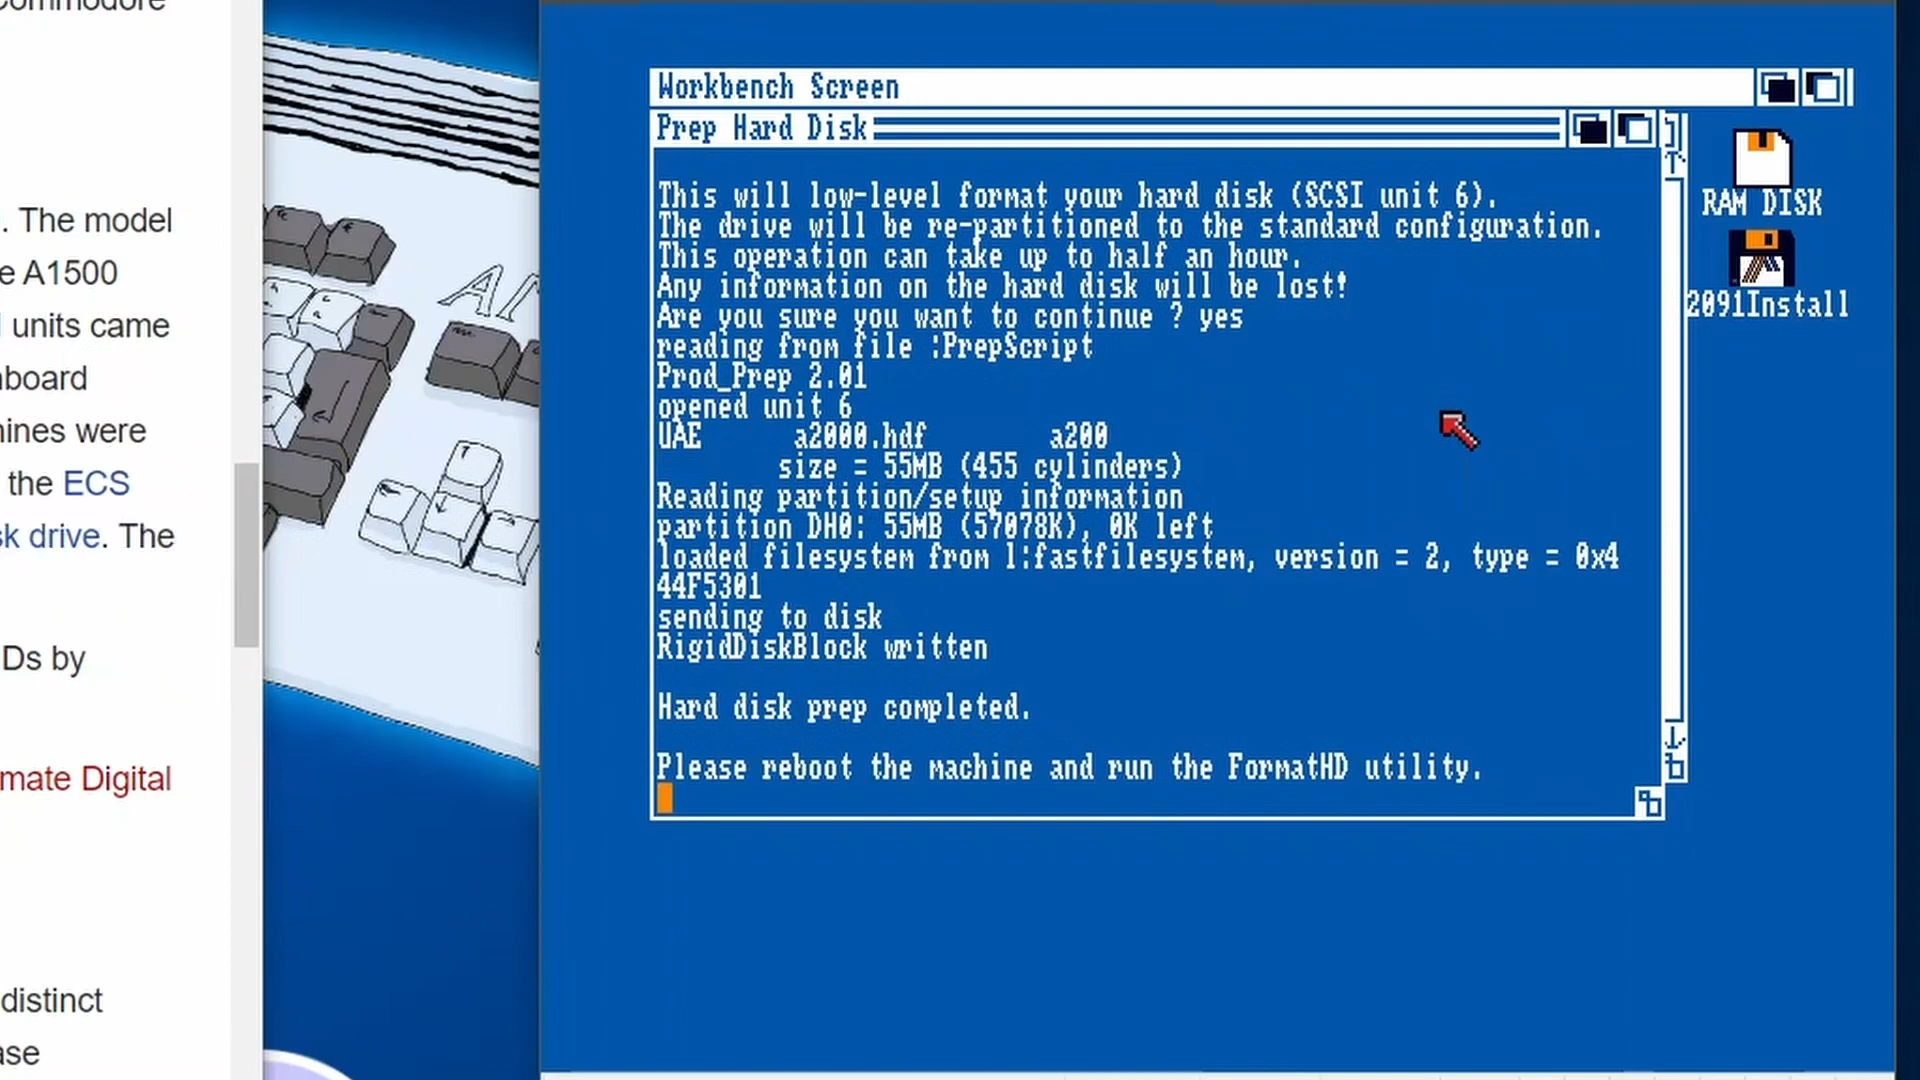 ommodore
. The model
e A1500
units came
board
ines were
the ECS
sk drive. The
Ds by
mate Digital
distinct
ase
Workbench Screen
Prep Hard Disk
This will low-level format your hard disk (SCSI unit 6).
The drive will be re-partitioned to the standard configuration.
This operation can take up to half an hour.
Any information on the hard disk will be lost!
Are you sure you want to continue ? yes
reading from file :PrepScript
Prod_Prep 2.01
opened unit 6
UAE a2000.hdf a200
size = 55MB (455 cylinders)
Reading partition/setup information
partition DH0: 55MB (57078K), 0K left
loaded filesystem from l:fastfilesystem, version = 2, type = 0x4
44F5301
sending to disk
RigidDiskBlock written
Hard disk prep completed.
Please reboot the machine and run the FormatHD utility.
RAM DISK
2091Install